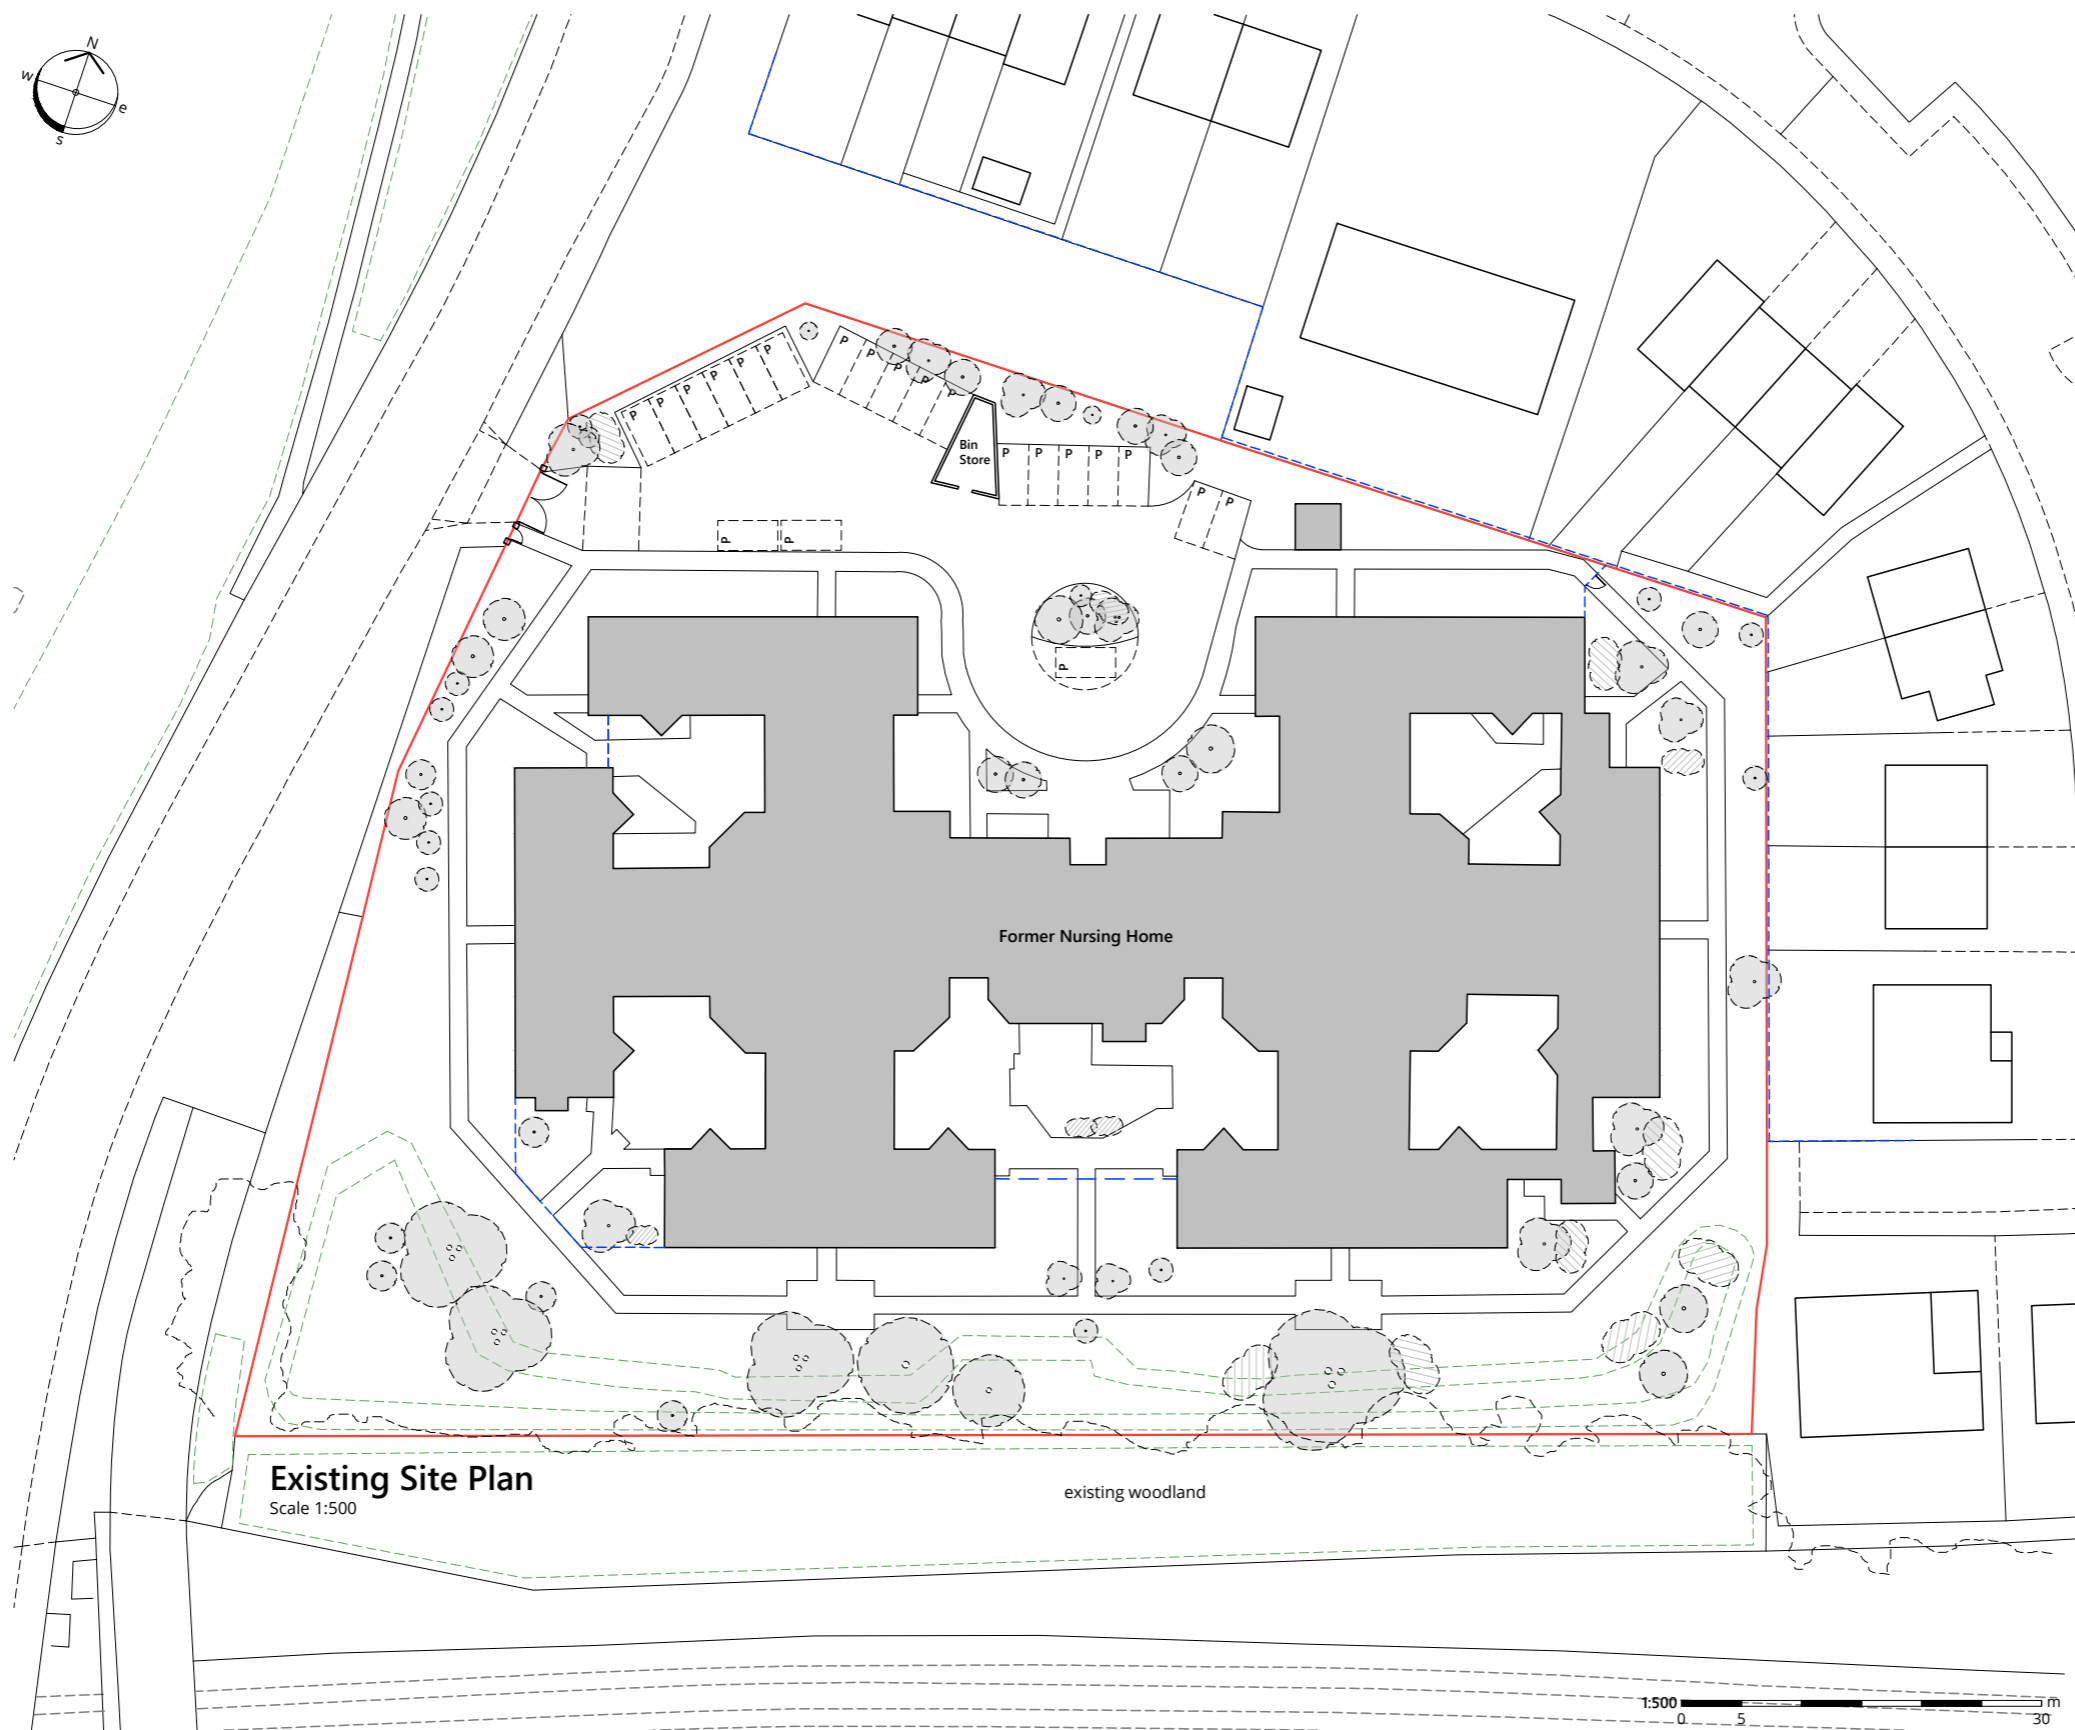 N
w
e
s
P P P P P P
P P P P P
Bin
Store
P P P P P
P P
P P
P
Former Nursing Home
Existing Site Plan
Scale 1:500
existing woodland
1:500
m
0 5 30